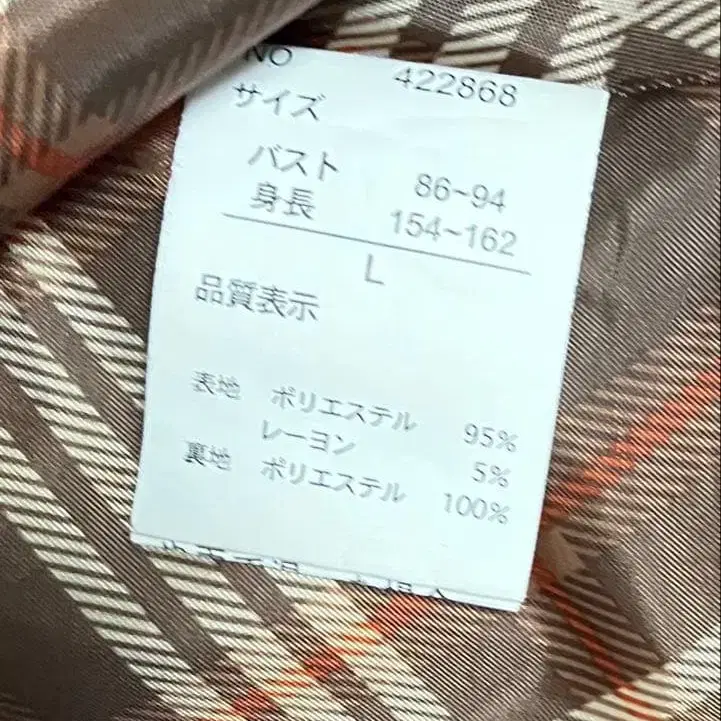 NO 422868
サイズ
バスト 86~94
身長 154~162
L
品質表示
表地 ポリエステル 95%
レーヨン 5%
裏地 ポリエステル 100%